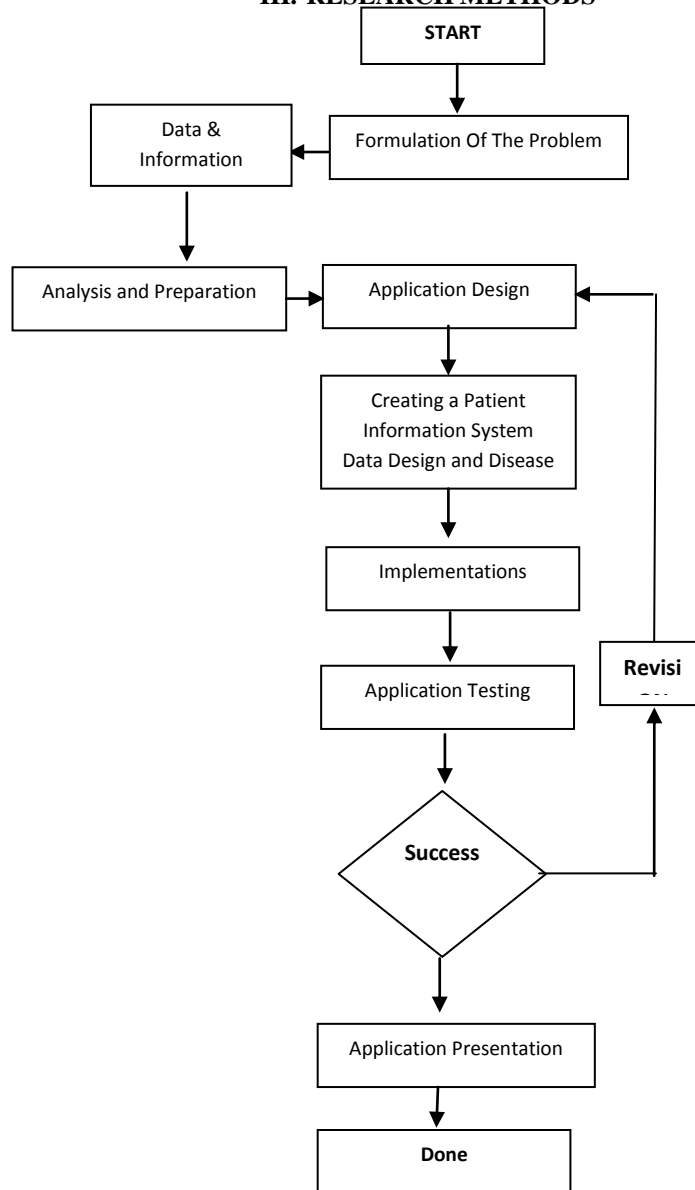 III. RESEARCH METHODS
START
Formulation Of The Problem
Data &
Information
Analysis and Preparation
Application Design
Creating a Patient
Information System
Data Design and Disease
Implementations
Application Testing
Revisi
Success
Application Presentation
Done